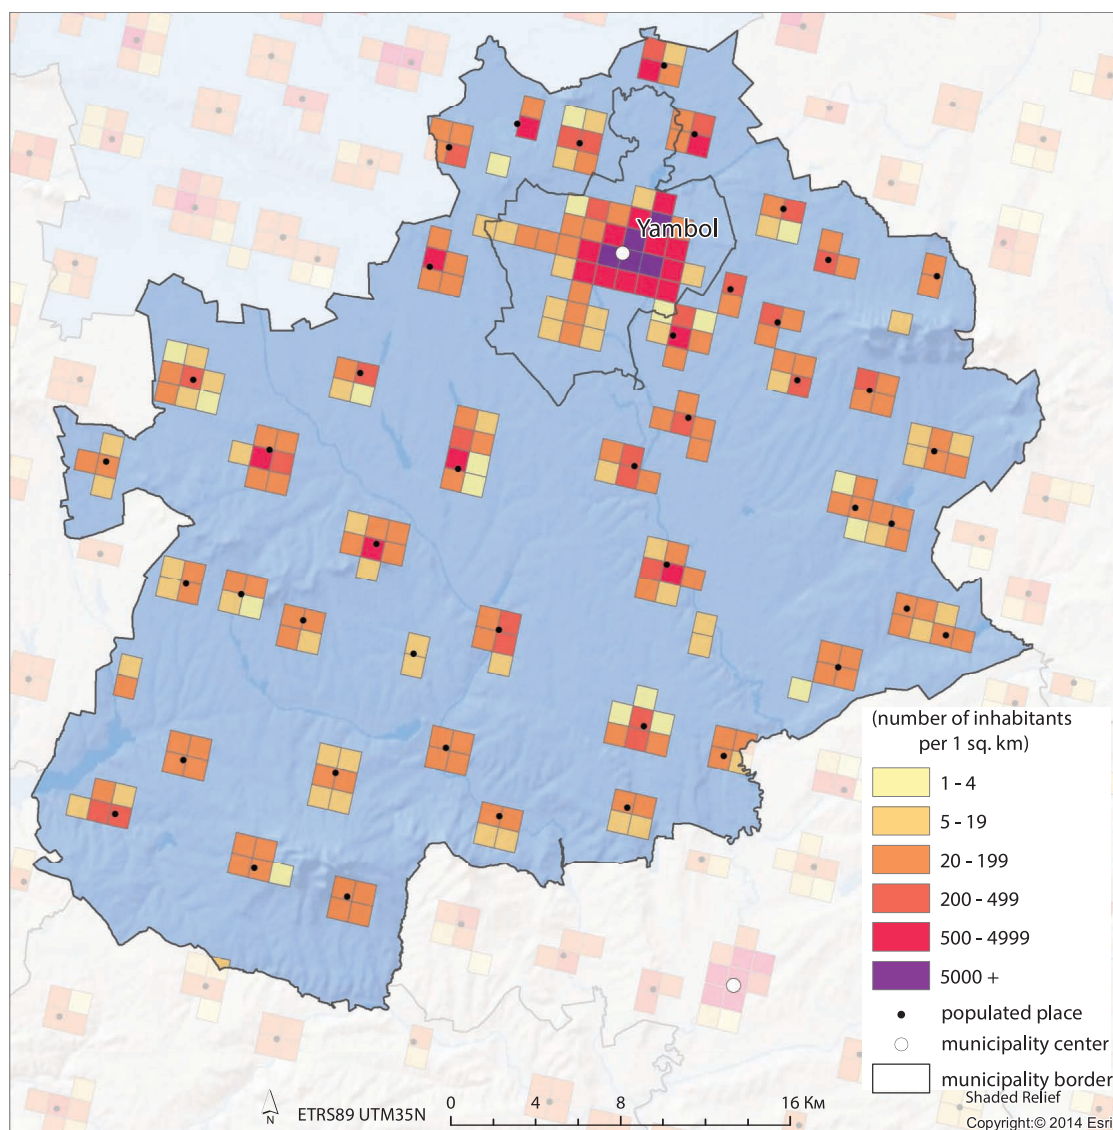 Yambol
(number of inhabitants
per 1 sq. km)
1 - 4
5 - 19
20 - 199
200 - 499
500 - 4999
5000 +
populated place
municipality center
municipality border
Shaded Relief
Copyright:© 2014 Esri
N
ETRS89 UTM35N
0 4 8 16 Км